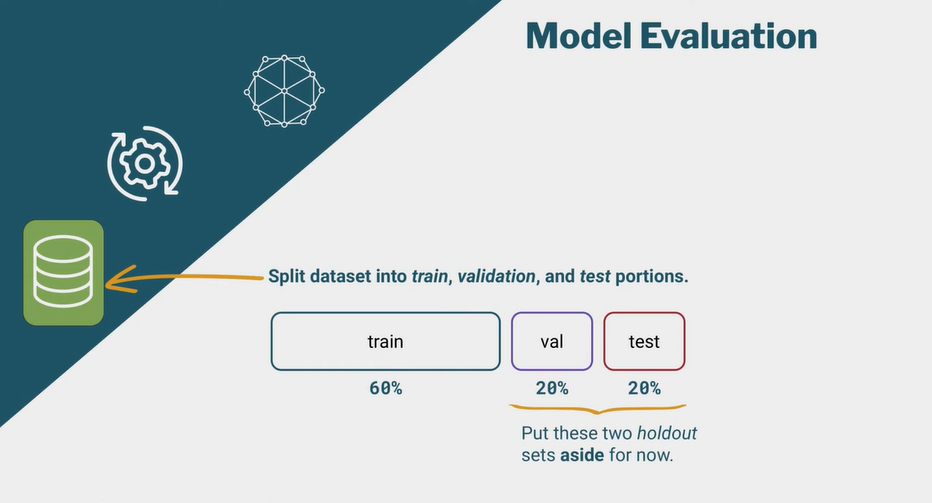 Model Evaluation
Split dataset into train, validation, and test portions.
train
val
test
60%
20%
20%
Put these two holdout
sets aside for now.